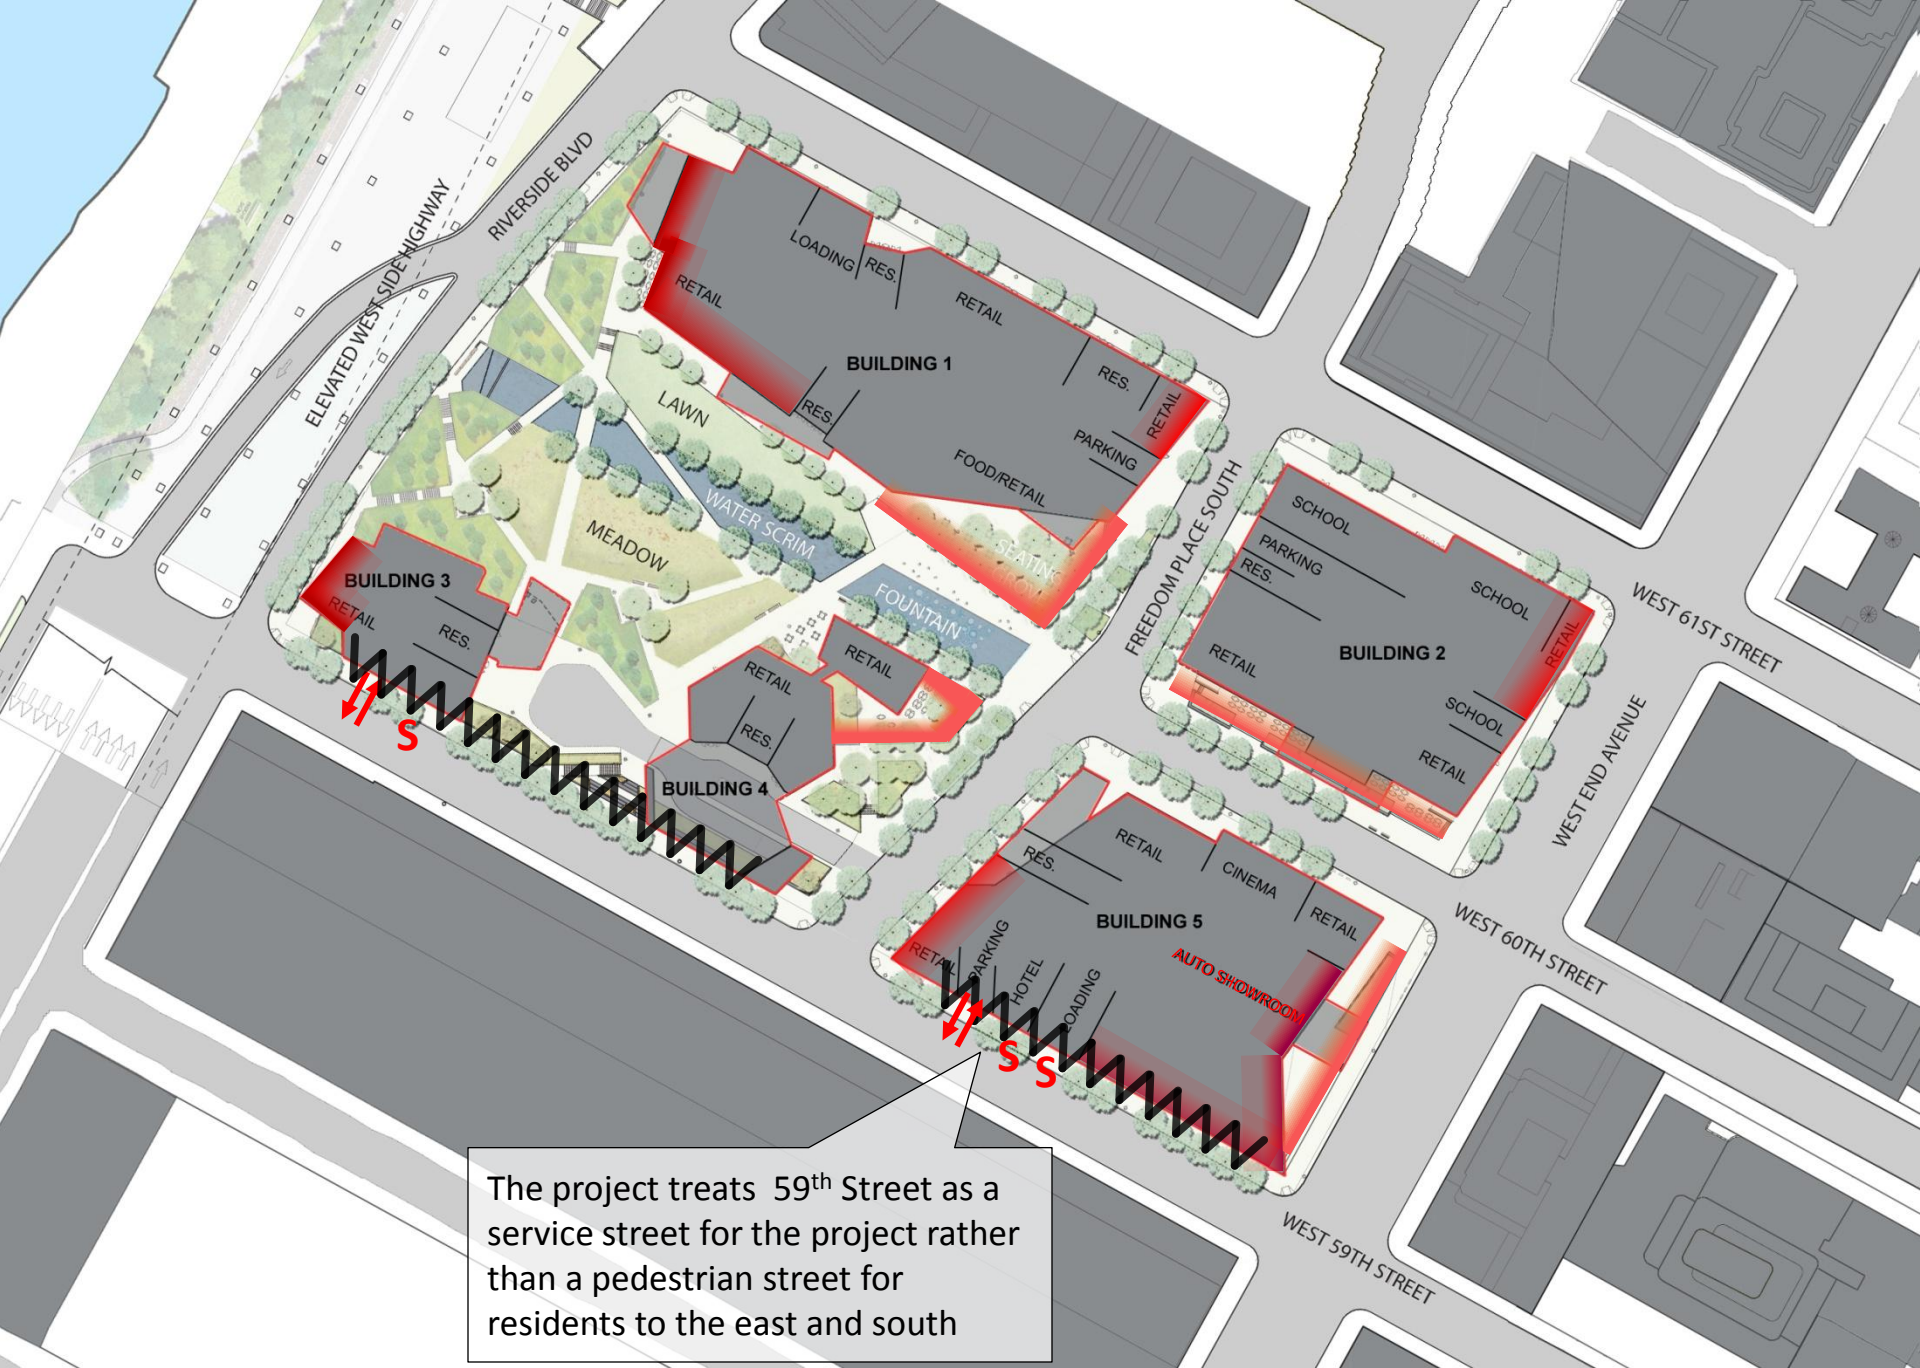 RIVERSIDE BLVD
ELEVATED WEST SIDE HIGHWAY
LOADING
RES.
RETAIL
RETAIL
BUILDING 1
RES.
RETAIL
RES.
PARKING
FOOD/RETAIL
LAWN
WATER SCRIM
MEADOW
SEATING
FOUNTAIN
FREEDOM PLACE SOUTH
SCHOOL
PARKING
RES.
SCHOOL
RETAIL
BUILDING 2
RETAIL
SCHOOL
RETAIL
WEST 61ST STREET
WEST END AVENUE
BUILDING 3
RETAIL
RES.
S
RETAIL
RETAIL
RES.
BUILDING 4
RETAIL
RES.
CINEMA
RETAIL
BUILDING 5
RETAIL
PARKING
HOTEL
LOADING
AUTO SHOWROOM
S
S
WEST 60TH STREET
WEST 59TH STREET
The project treats 59th Street as a
service street for the project rather
than a pedestrian street for
residents to the east and south